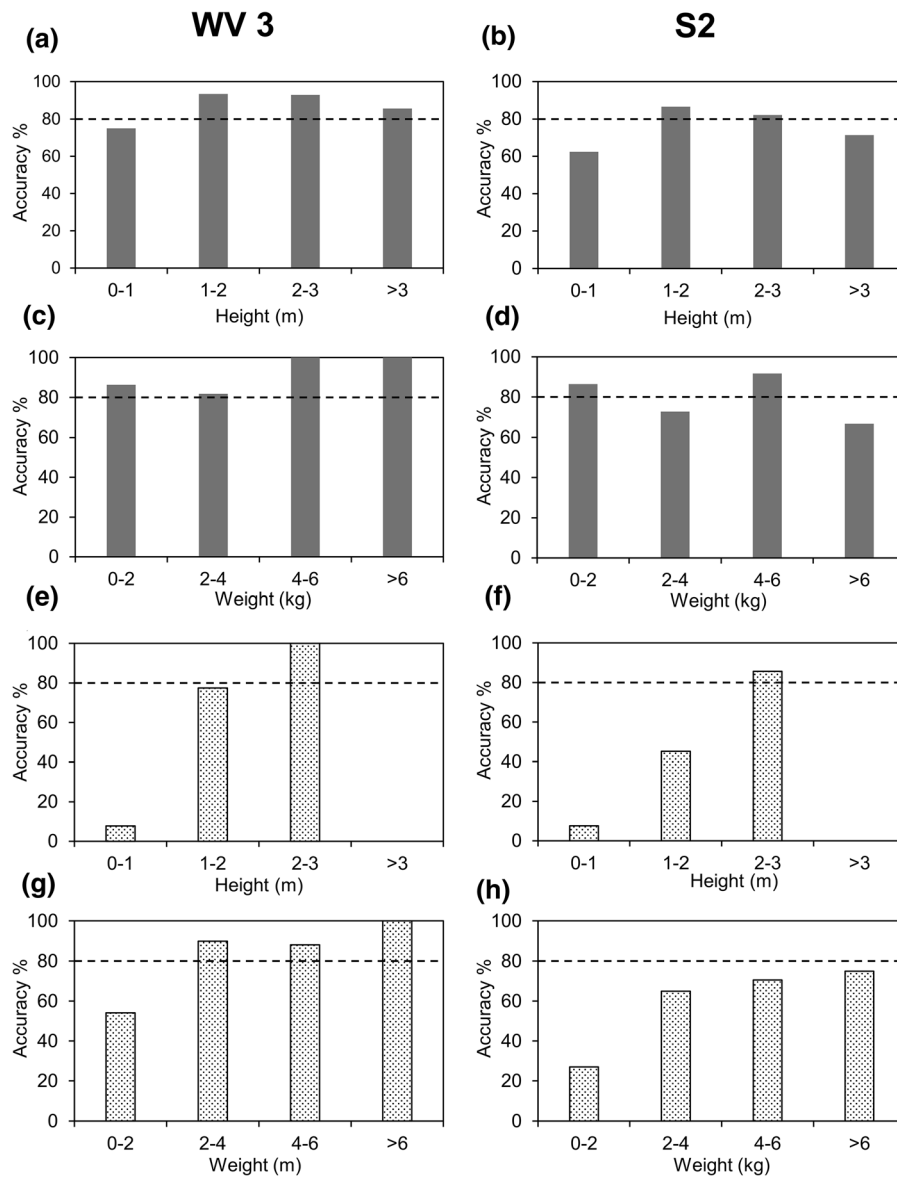 WV 3
S2
(a)
100
80
60
40
20
0
Accuracy %
0-1 1-2 2-3 >3
Height (m)
(b)
100
80
60
40
20
0
Accuracy %
0-1 1-2 2-3 >3
Height (m)
(c)
100
80
60
40
20
0
Accuracy %
0-2 2-4 4-6 >6
Weight (kg)
(d)
100
80
60
40
20
0
Accuracy %
0-2 2-4 4-6 >6
Weight (kg)
(e)
100
80
60
40
20
0
Accuracy %
0-1 1-2 2-3 >3
Height (m)
(f)
100
80
60
40
20
0
Accuracy %
0-1 1-2 2-3 >3
Height (m)
(g)
100
80
60
40
20
0
Accuracy %
0-2 2-4 4-6 >6
Weight (m)
(h)
100
80
60
40
20
0
Accuracy %
0-2 2-4 4-6 >6
Weight (kg)